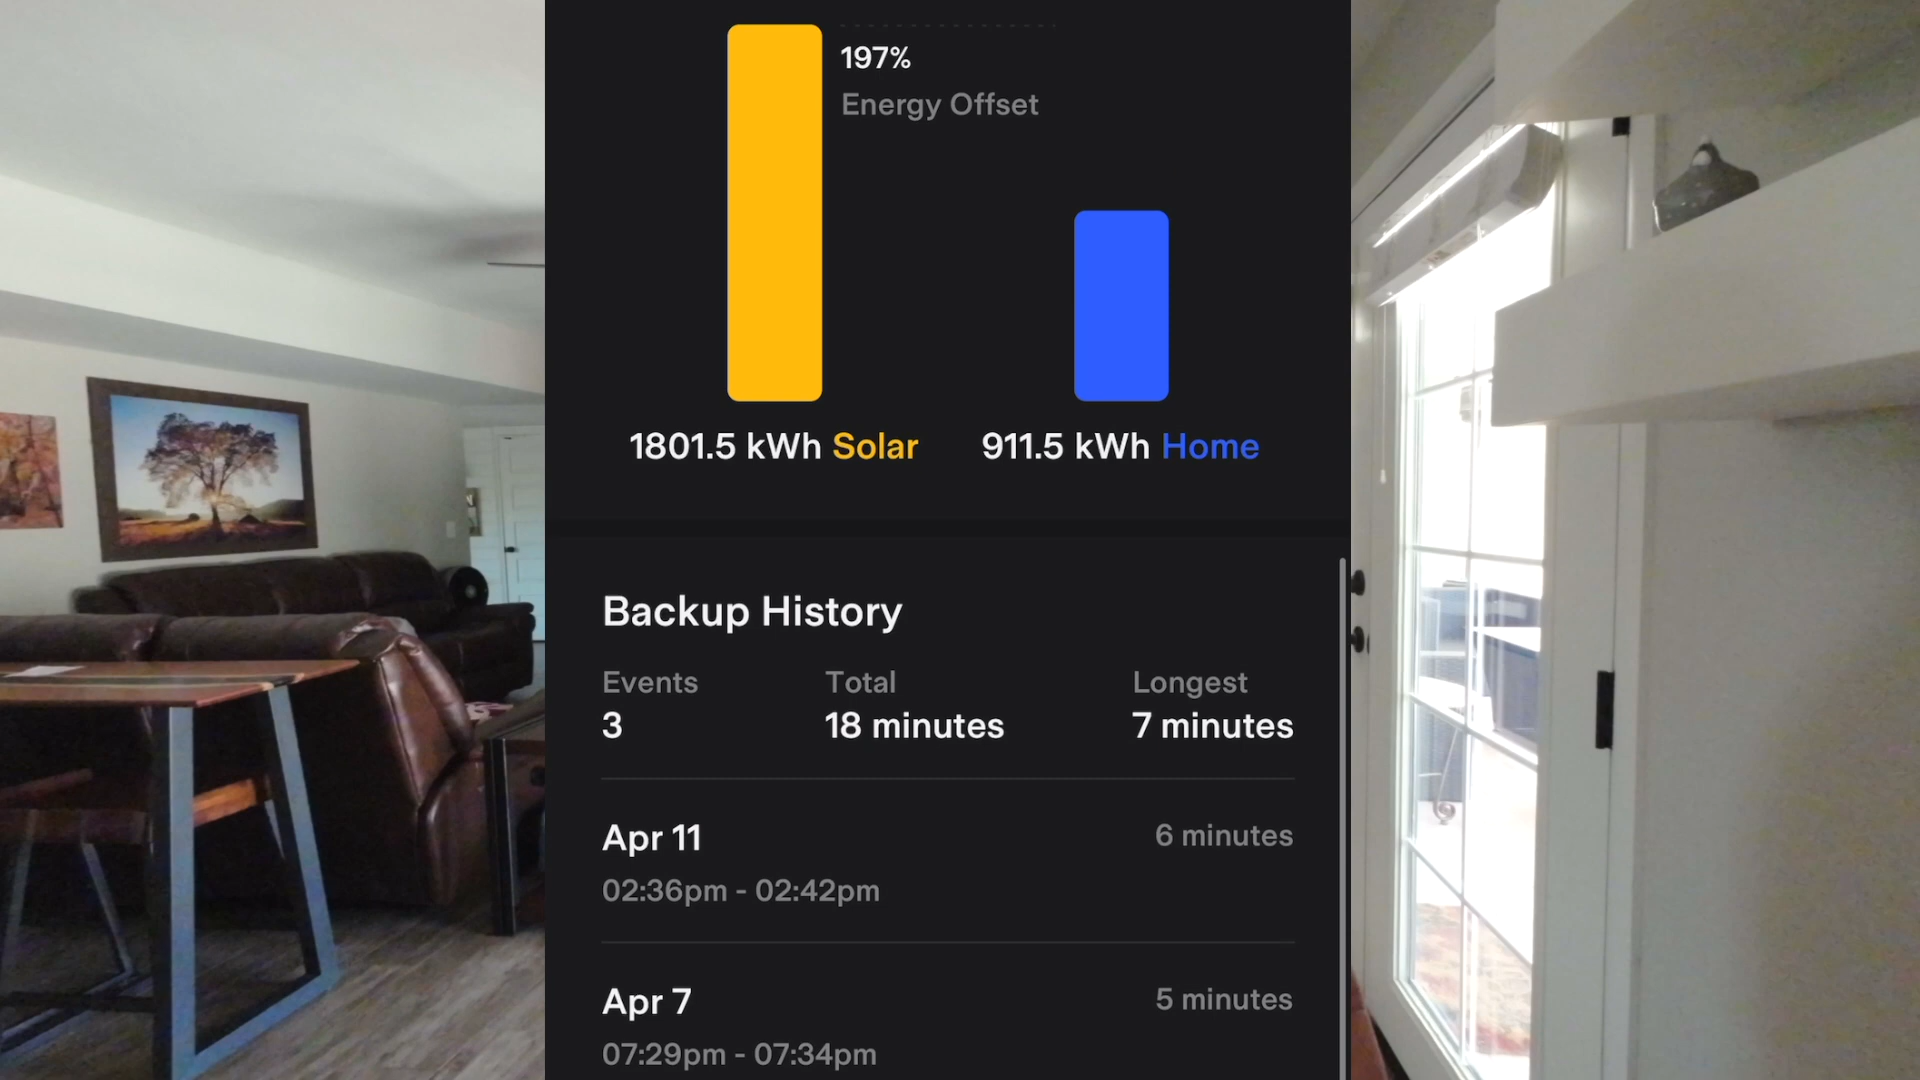 197%
Energy Offset
1801.5 kWh Solar
911.5 kWh Home
Backup History
Events
Total
Longest
3
18 minutes
7 minutes
Apr 11
6 minutes
02:36pm - 02:42pm
Apr 7
5 minutes
07:29pm - 07:34pm